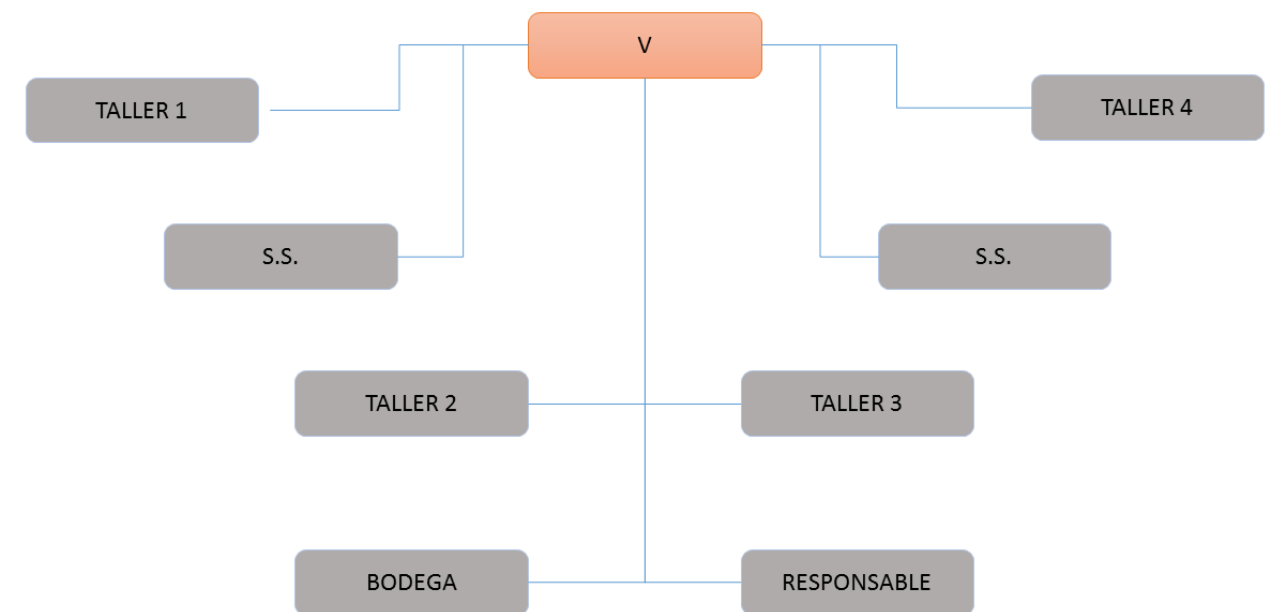 V
TALLER 1
TALLER 4
S.S.
S.S.
TALLER 2
TALLER 3
BODEGA
RESPONSABLE